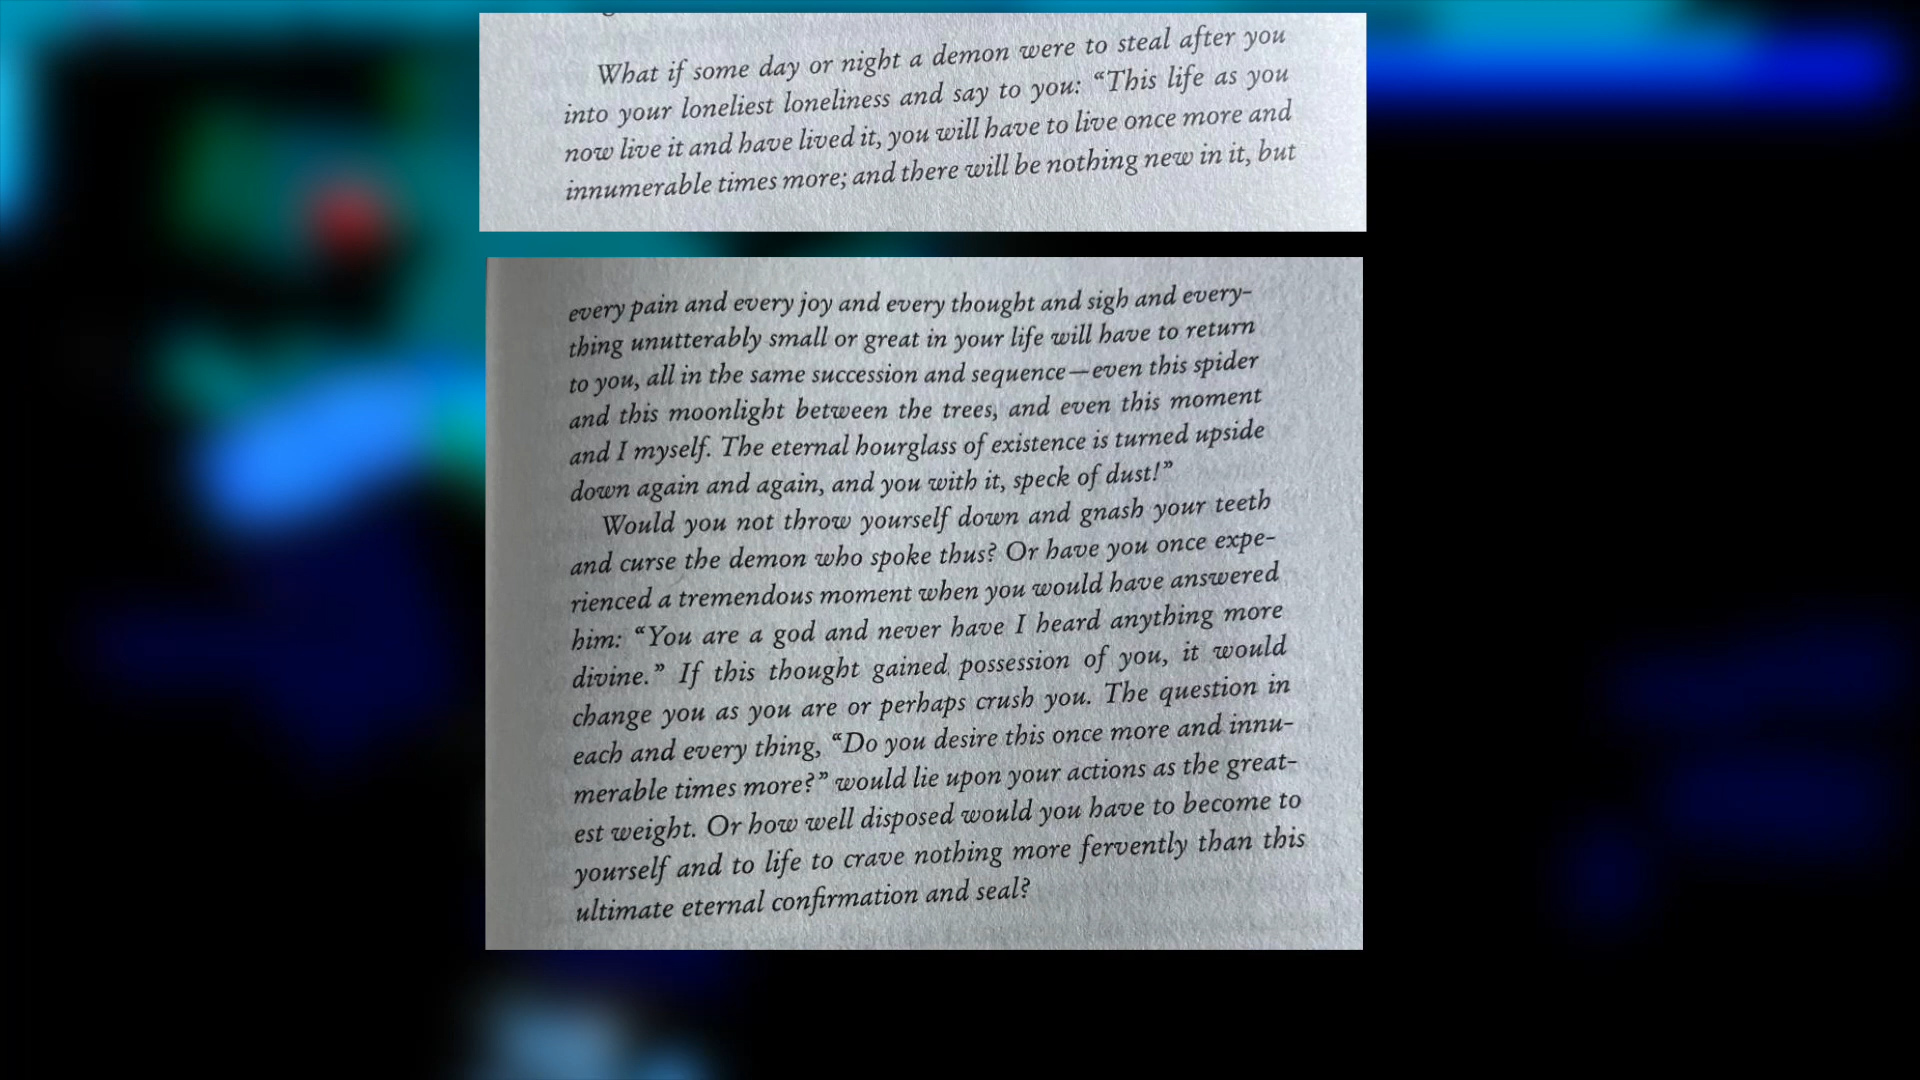 What if some day or night a demon were to steal after you
into your loneliest loneliness and say to you: “This life as you
now live it and have lived it, you will have to live once more and
innumerable times more; and there will be nothing new in it, but
every pain and every joy and every thought and sigh and every-
thing unutterably small or great in your life will have to return
to you, all in the same succession and sequence—even this spider
and this moonlight between the trees, and even this moment
and I myself. The eternal hourglass of existence is turned upside
down again and again, and you with it, speck of dust!”
Would you not throw yourself down and gnash your teeth
and curse the demon who spoke thus? Or have you once expe-
rienced a tremendous moment when you would have answered
him: “You are a god and never have I heard anything more
divine.” If this thought gained possession of you, it would
change you as you are or perhaps crush you. The question in
each and every thing, “Do you desire this once more and innu-
merable times more?” would lie upon your actions as the great-
est weight. Or how well disposed would you have to become to
yourself and to life to crave nothing more fervently than this
ultimate eternal confirmation and seal?